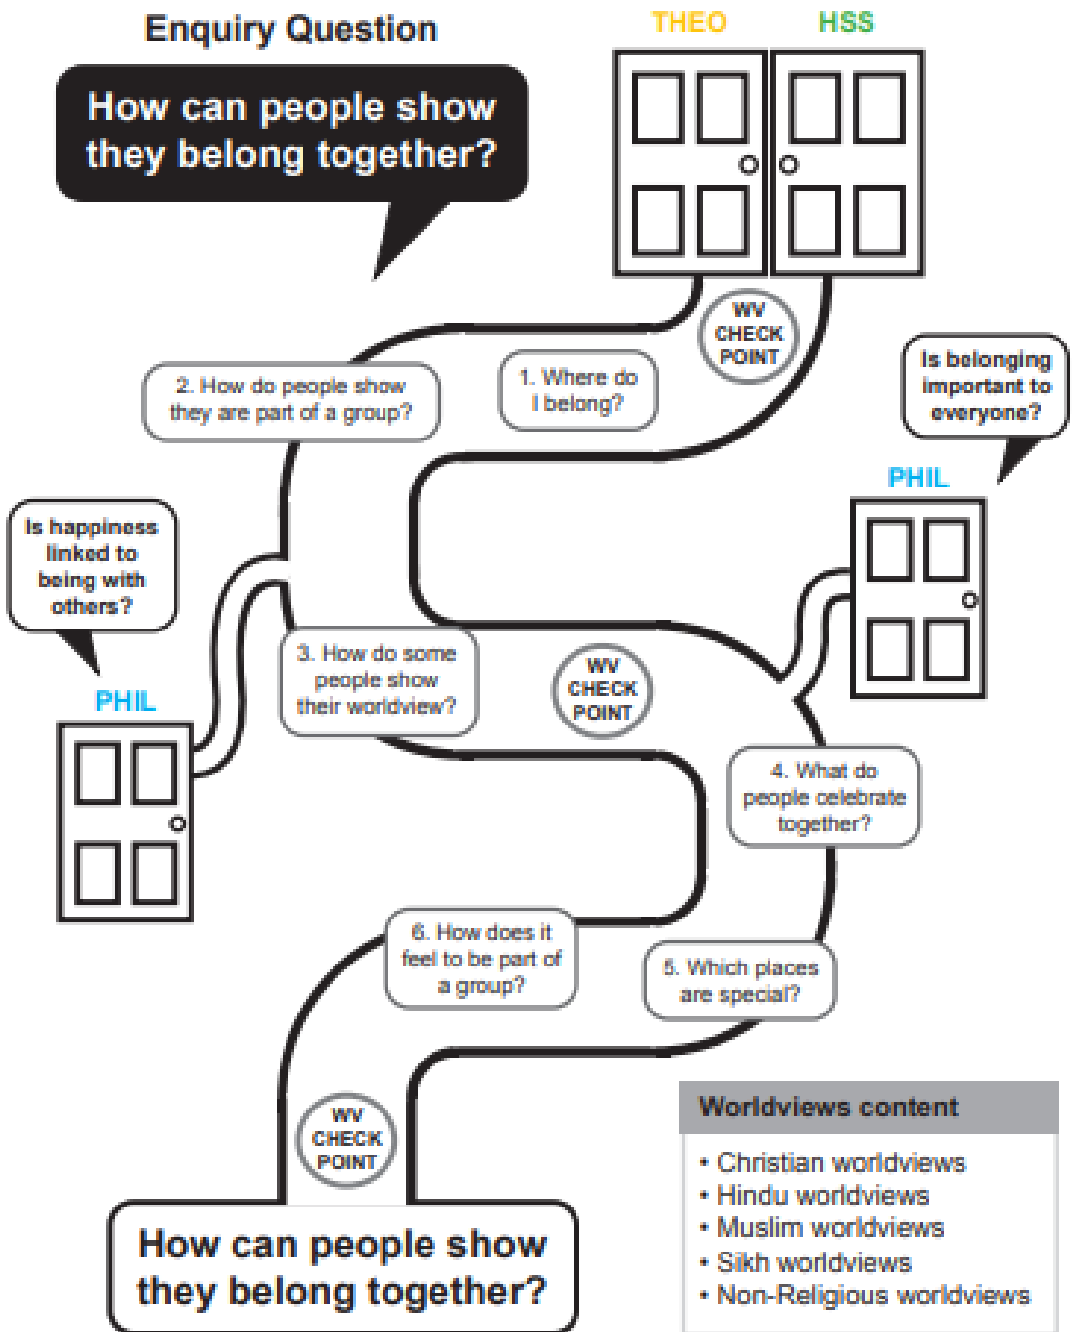 Enquiry Question
How can people show
they belong together?
THEO
HSS
WV
CHECK
POINT
1. Where do
I belong?
2. How do people show
they are part of a group?
Is belonging
important to
everyone?
PHIL
Is happiness
linked to
being with
others?
PHIL
3. How do some
people show
their worldview?
WV
CHECK
POINT
4. What do
people celebrate
together?
5. Which places
are special?
6. How does it
feel to be part of
a group?
WV
CHECK
POINT
How can people show
they belong together?
Worldviews content
• Christian worldviews
• Hindu worldviews
• Muslim worldviews
• Sikh worldviews
• Non-Religious worldviews